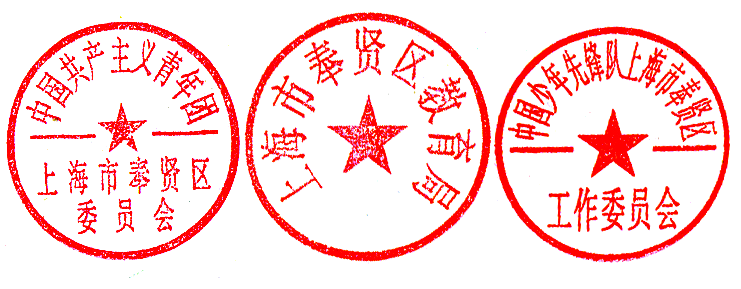 中国共产主义青年团
上海市奉贤区
委员会
上海市奉贤区教育局
中国少年先锋队上海市奉贤区
工作委员会